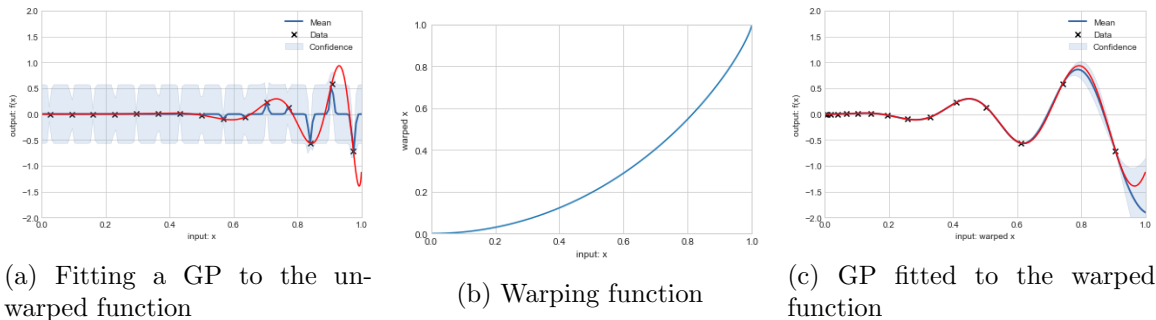 2.0
1.5
1.0
0.5
0.0
−0.5
−1.0
−1.5
−2.0
0.0 0.2 0.4 0.6 0.8 1.0
output: f(x)
input: x
Mean
Data
Confidence
(a) Fitting a GP to the un-
warped function
1.0
0.8
0.6
0.4
0.2
0.0
0.0 0.2 0.4 0.6 0.8 1.0
warped x
input: x
(b) Warping function
2.0
1.5
1.0
0.5
0.0
−0.5
−1.0
−1.5
−2.0
0.0 0.2 0.4 0.6 0.8 1.0
output: f(x)
input: warped x
Mean
Data
Confidence
(c) GP fitted to the warped
function